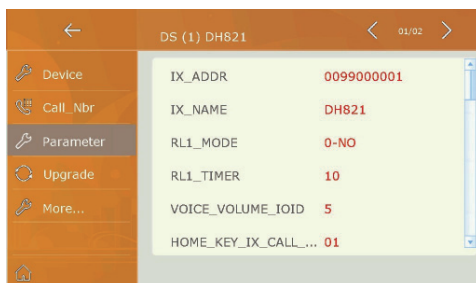 DS (1) DH821
01/02
Device
Call_Nbr
Parameter
Upgrade
More...
IX_ADDR 0099000001
IX_NAME DH821
RL1_MODE 0-NO
RL1_TIMER 10
VOICE_VOLUME_IOID 5
HOME_KEY_IX_CALL_... 01